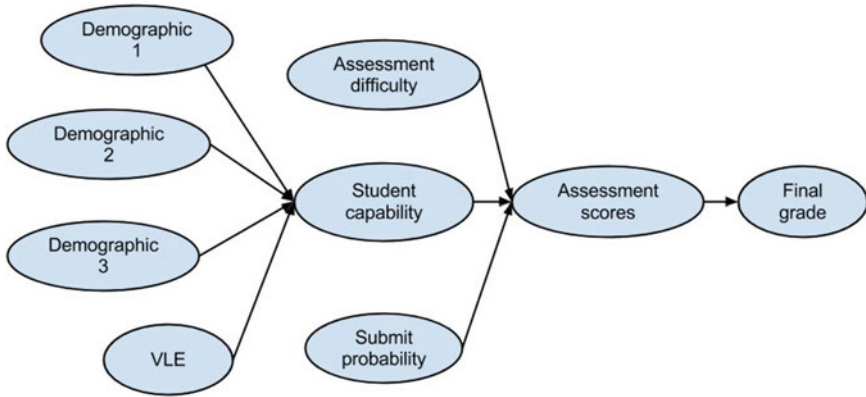 Demographic
1
Demographic
2
Demographic
3
VLE
Assessment
difficulty
Student
capability
Submit
probability
Assessment
scores
Final
grade